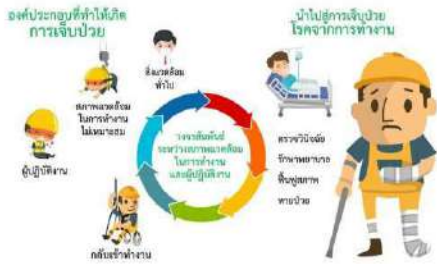 องค์ประกอบที่ทำให้เกิด
การเจ็บป่วย
สิ่งแวดล้อม
ทั่วไป
สภาพแวดล้อม
ในการทำงาน
ไม่เหมาะสม
ผู้ปฏิบัติงาน
กลับเข้าทำงาน
วงจรสัมพันธ์
ระหว่างสภาพแวดล้อม
ในการทำงาน
และผู้ปฏิบัติงาน
นำไปสู่การเจ็บป่วย
โรคจากการทำงาน
ตรวจวินิจฉัย
รักษาพยาบาล
ฟื้นฟูสภาพ
หายป่วย